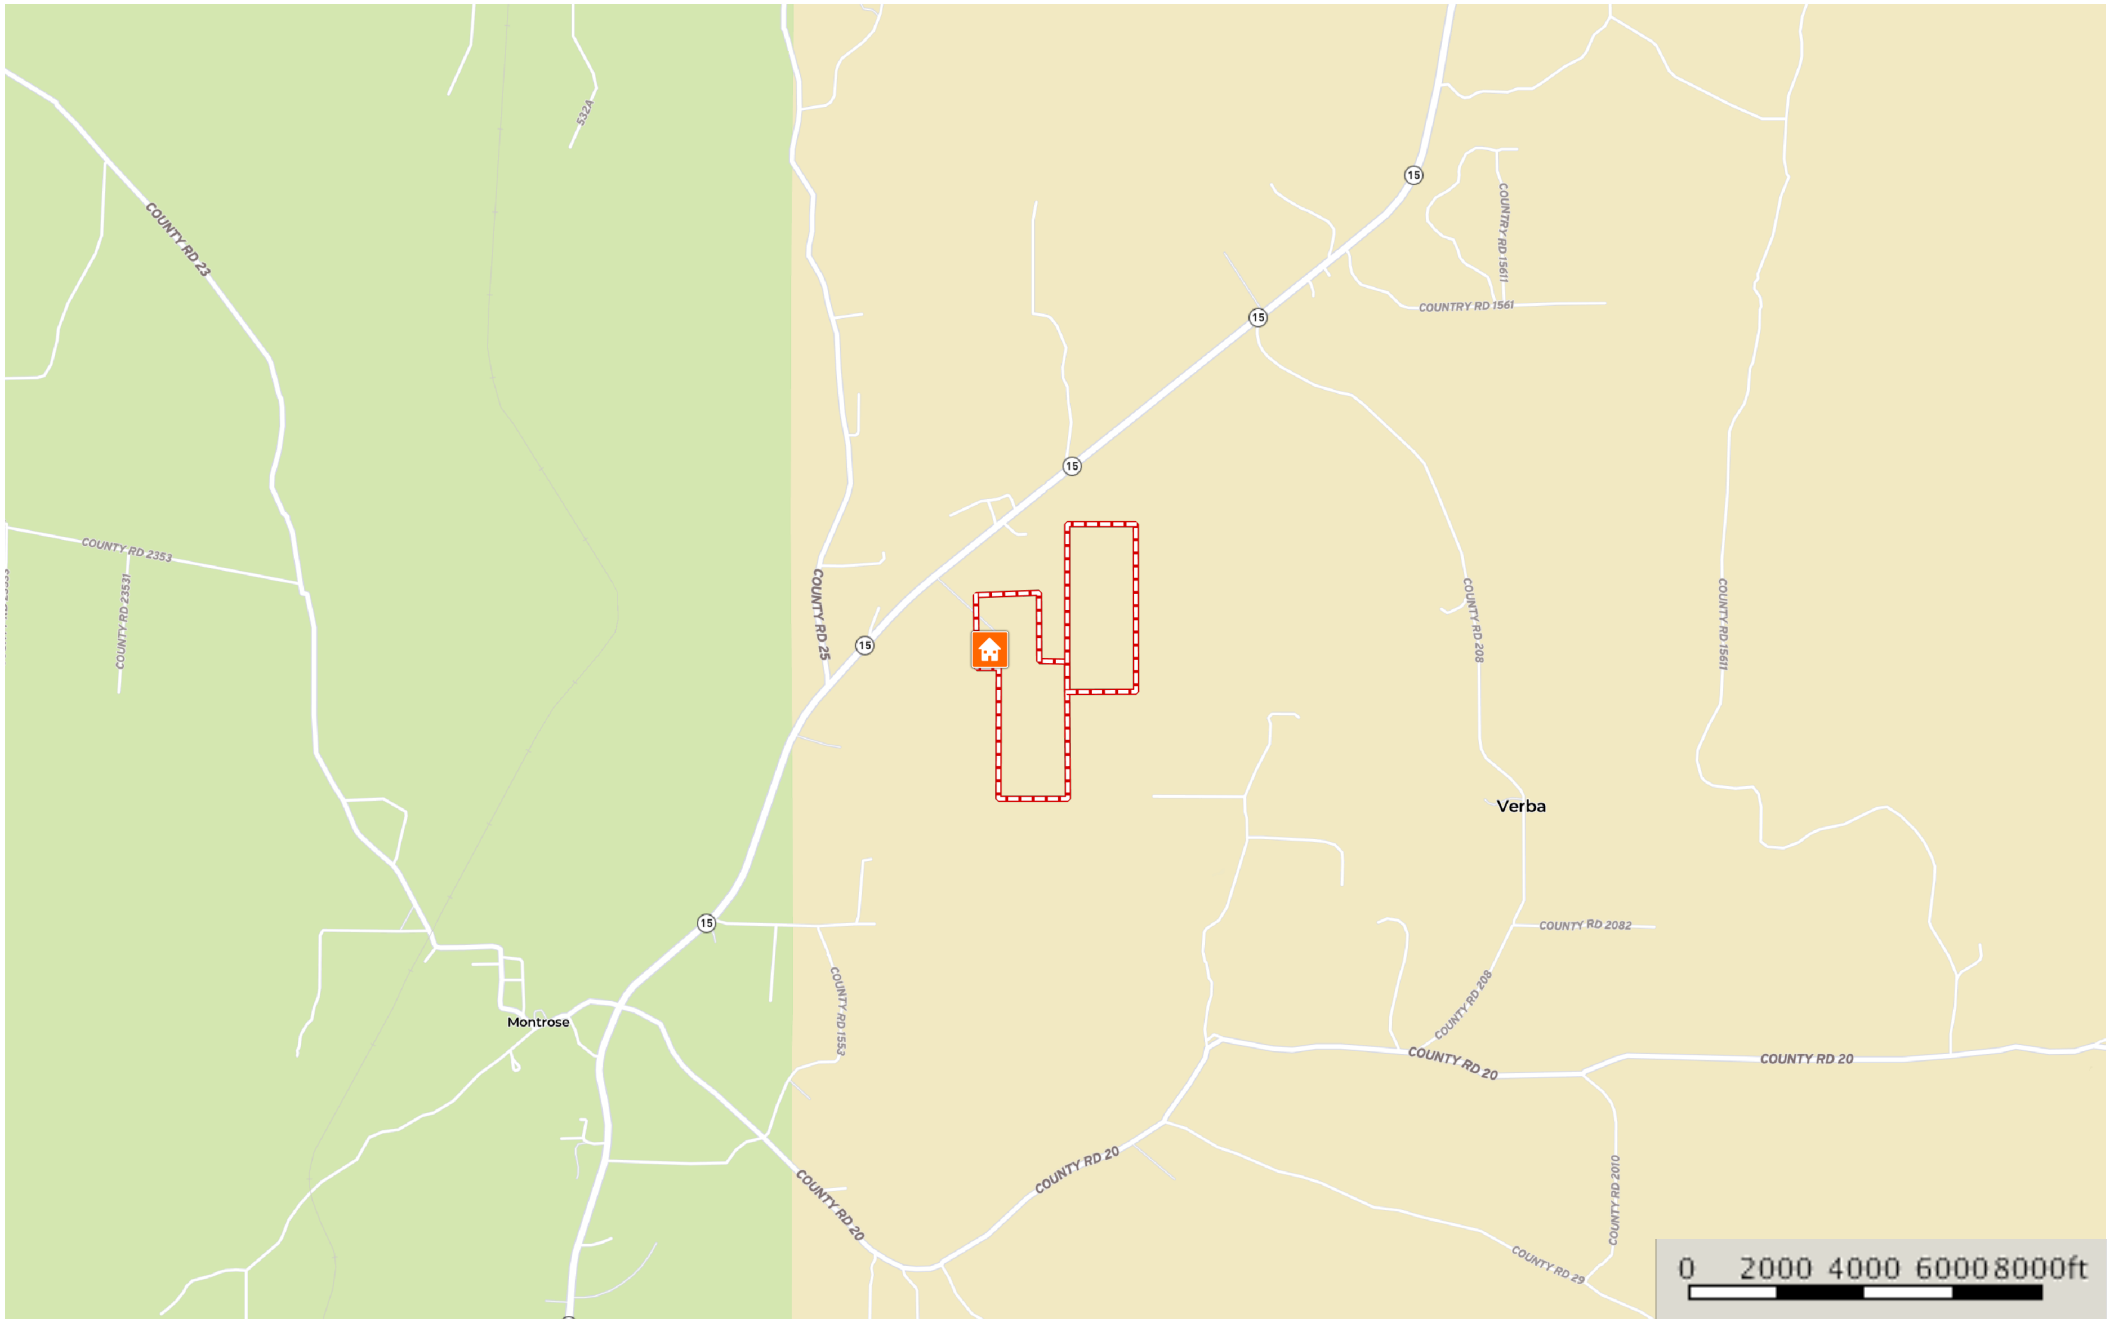 532A
15
COUNTY RD 23
COUNTRY RD 15611
COUNTRY RD 1561
15
15
COUNTY RD 2353
COUNTY RD 23531
COUNTY RD 25
15
COUNTY RD 208
COUNTY RD 15611
Verba
15
COUNTY RD 2082
COUNTY RD 1553
COUNTY RD 208
Montrose
COUNTY RD 20
COUNTY RD 20
COUNTY RD 20
COUNTY RD 20
COUNTY RD 2010
COUNTY RD 29
0 2000 4000 6000 8000ft